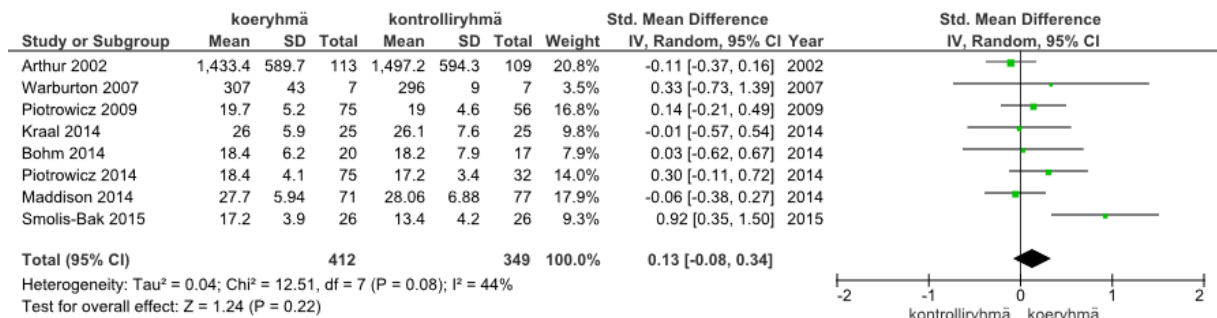 koeryhmä kontrolliryhmä Std. Mean Difference Std. Mean Difference
Study or Subgroup Mean SD Total Mean SD Total Weight IV, Random, 95% CI Year IV, Random, 95% CI
Arthur 2002 1,433.4 589.7 113 1,497.2 594.3 109 20.8% -0.11 [-0.37, 0.16] 2002
Warburton 2007 307 43 7 296 9 7 3.5% 0.33 [-0.73, 1.39] 2007
Piotrowicz 2009 19.7 5.2 75 19 4.6 56 16.8% 0.14 [-0.21, 0.49] 2009
Kraal 2014 26 5.9 25 26.1 7.6 25 9.8% -0.01 [-0.57, 0.54] 2014
Bohm 2014 18.4 6.2 20 18.2 7.9 17 7.9% 0.03 [-0.62, 0.67] 2014
Piotrowicz 2014 18.4 4.1 75 17.2 3.4 32 14.0% 0.30 [-0.11, 0.72] 2014
Maddison 2014 27.7 5.94 71 28.06 6.88 77 17.9% -0.06 [-0.38, 0.27] 2014
Smolis-Bak 2015 17.2 3.9 26 13.4 4.2 26 9.3% 0.92 [0.35, 1.50] 2015
Total (95% CI) 412 349 100.0% 0.13 [-0.08, 0.34]
Heterogeneity: Tau² = 0.04; Chi² = 12.51, df = 7 (P = 0.08); I² = 44%
Test for overall effect: Z = 1.24 (P = 0.22)
-2 -1 0 1 2
kontrolliryhmä koeryhmä